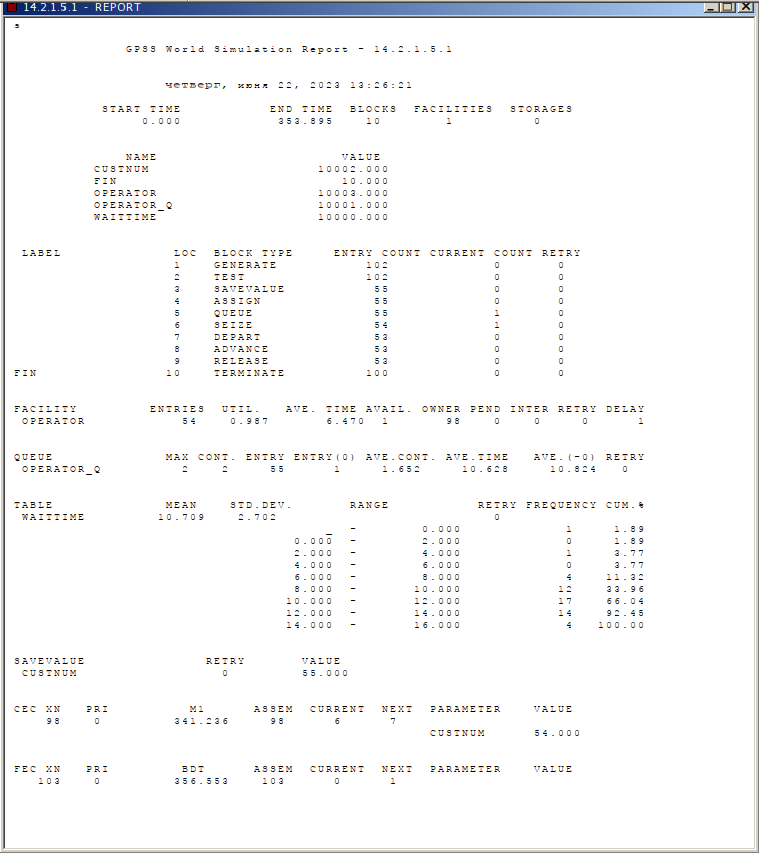 14.2.1.5.1 - REPORT
GPSS World Simulation Report - 14.2.1.5.1
четверг, июня 22, 2023 13:26:21
START TIME END TIME BLOCKS FACILITIES STORAGES
0.000 353.895 10 1 0
NAME VALUE
CUSTNUM 10002.000
FIN 10.000
OPERATOR 10003.000
OPERATOR_Q 10001.000
WAITTIME 10000.000
LABEL LOC BLOCK TYPE ENTRY COUNT CURRENT COUNT RETRY
1 GENERATE 102 0 0
2 TEST 102 0 0
3 SAVEVALUE 55 0 0
4 ASSIGN 55 0 0
5 QUEUE 55 1 0
6 SEIZE 54 1 0
7 DEPART 53 0 0
8 ADVANCE 53 0 0
9 RELEASE 53 0 0
FIN 10 TERMINATE 100 0 0
FACILITY ENTRIES UTIL. AVE. TIME AVAIL. OWNER PEND INTER RETRY DELAY
OPERATOR 54 0.987 6.470 1 98 0 0 0 1
QUEUE MAX CONT. ENTRY ENTRY(0) AVE.CONT. AVE.TIME AVE.(-0) RETRY
OPERATOR_Q 2 2 55 1 1.652 10.628 10.824 0
TABLE MEAN STD.DEV. RANGE RETRY FREQUENCY CUM.%
WAITTIME 10.709 2.702 0
_ - 0.000 1 1.89
0.000 - 2.000 0 1.89
2.000 - 4.000 1 3.77
4.000 - 6.000 0 3.77
6.000 - 8.000 4 11.32
8.000 - 10.000 12 33.96
10.000 - 12.000 17 66.04
12.000 - 14.000 14 92.45
14.000 - 16.000 4 100.00
SAVEVALUE RETRY VALUE
CUSTNUM 0 55.000
CEC XN PRI M1 ASSEM CURRENT NEXT PARAMETER VALUE
98 0 341.236 98 6 7
CUSTNUM 54.000
FEC XN PRI BDT ASSEM CURRENT NEXT PARAMETER VALUE
103 0 356.553 103 0 1